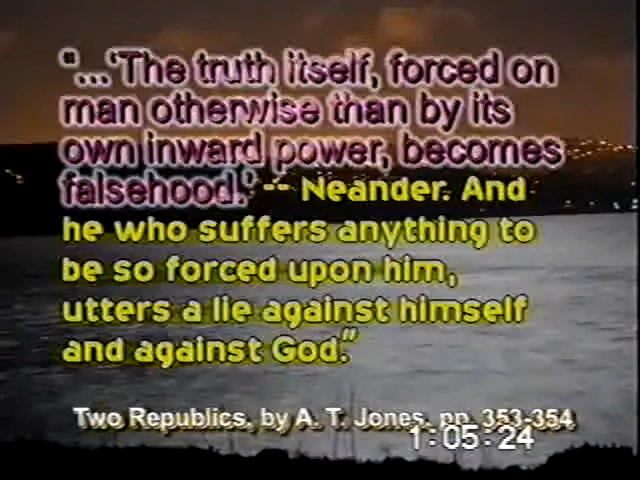 "...'The truth itself, forced on
man otherwise than by its
own inward power, becomes
falsehood.' -- Neander. And
he who suffers anything to
be so forced upon him,
utters a lie against himself
and against God."
Two Republics, by A. T. Jones, pp. 353-354
1:05:24